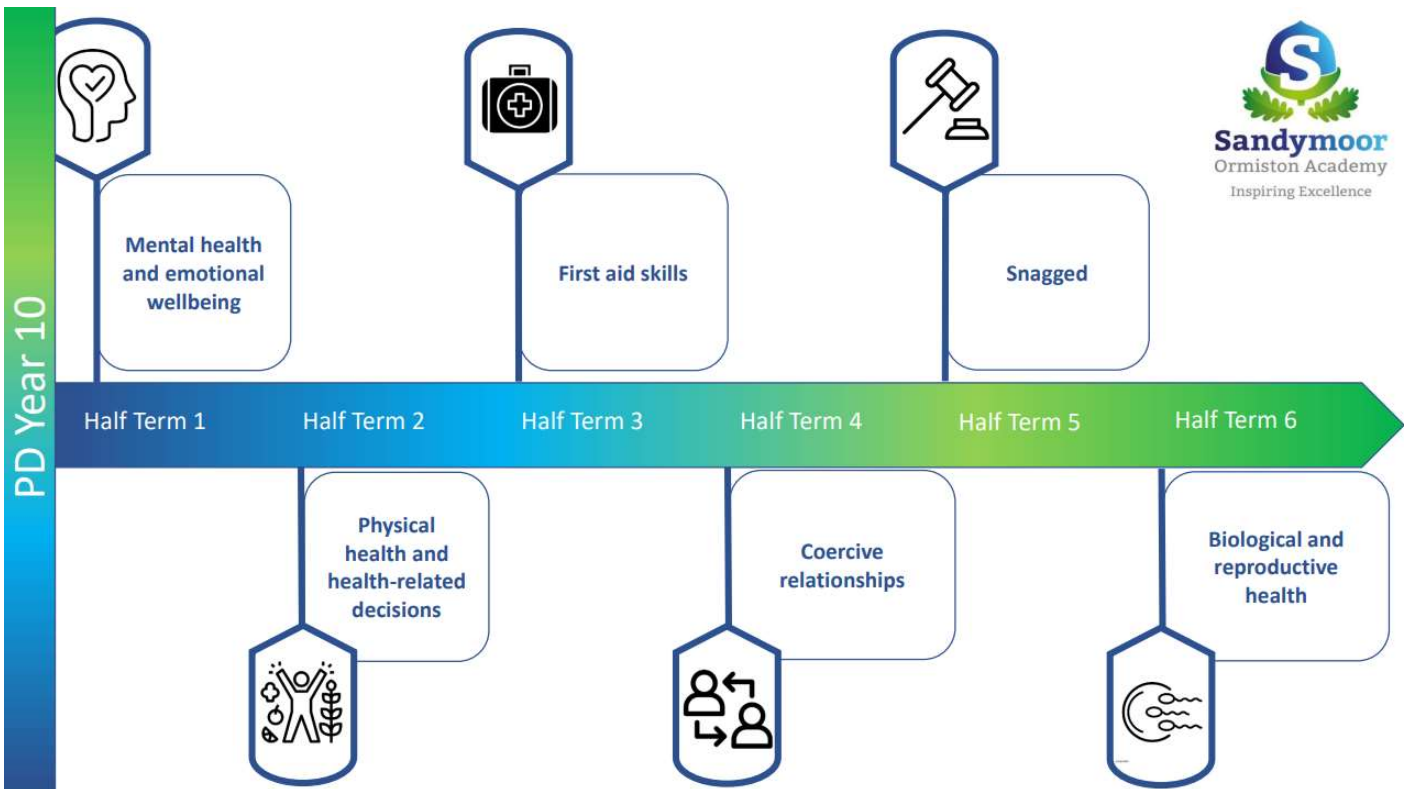 PD Year 10
S
Sandymoor
Ormiston Academy
Inspiring Excellence
Mental health
and emotional
wellbeing
First aid skills
Snagged
Half Term 1
Half Term 2
Half Term 3
Half Term 4
Half Term 5
Half Term 6
Physical
health and
health-related
decisions
Coercive
relationships
Biological and
reproductive
health